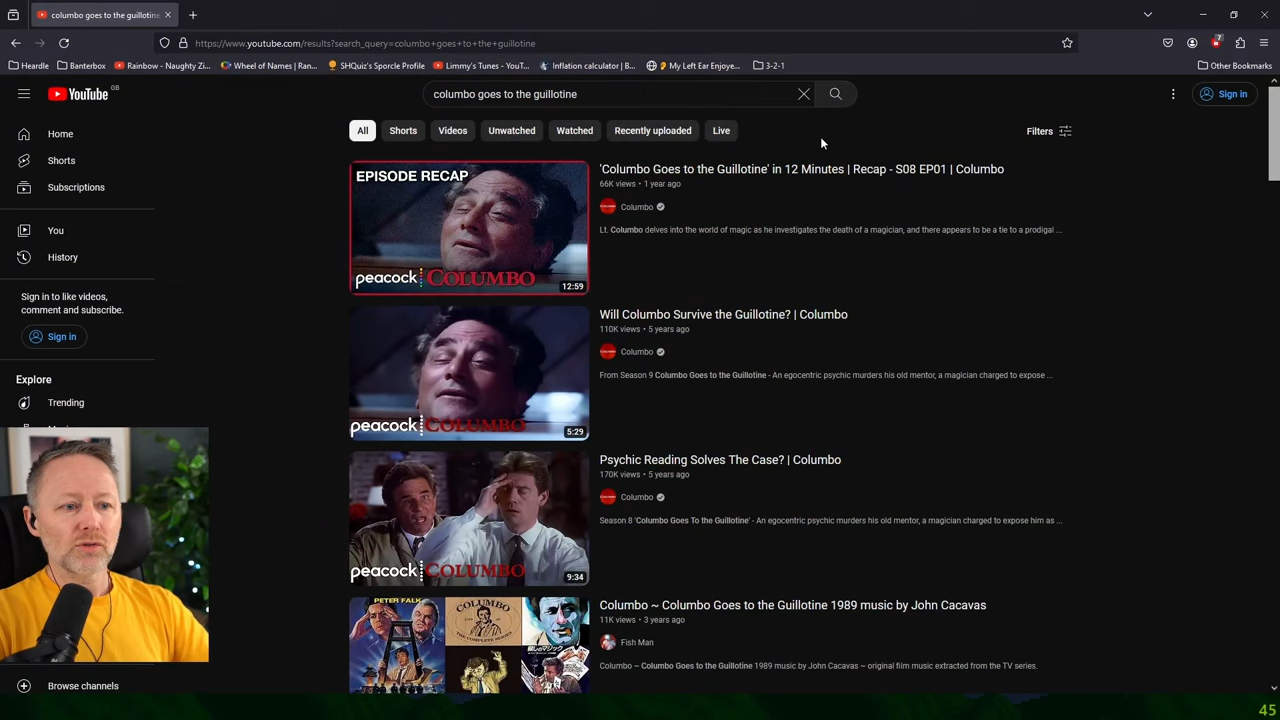 columbo goes to the guillotine
https://www.youtube.com/results?search_query=columbo+goes+to+the+guillotine
7
Heardle
Banterbox
Rainbow - Naughty Zi...
Wheel of Names | Ran...
SHQuiz's Sporcle Profile
Limmy's Tunes - YouT...
Inflation calculator | B...
My Left Ear Enjoye...
3-2-1
Other Bookmarks
YouTube GB
columbo goes to the guillotine
Sign in
Home
Shorts
Subscriptions
You
History
Sign in to like videos,
comment and subscribe.
Sign in
Explore
Trending
Browse channels
All
Shorts
Videos
Unwatched
Watched
Recently uploaded
Live
Filters
EPISODE RECAP
peacock COLUMBO
12:59
'Columbo Goes to the Guillotine' in 12 Minutes | Recap - S08 EP01 | Columbo
66K views • 1 year ago
Columbo
Lt. Columbo delves into the world of magic as he investigates the death of a magician, and there appears to be a tie to a prodigal ...
peacock COLUMBO
5:29
Will Columbo Survive the Guillotine? | Columbo
110K views • 5 years ago
Columbo
From Season 9 Columbo Goes to the Guillotine - An egocentric psychic murders his old mentor, a magician charged to expose ...
peacock COLUMBO
9:34
Psychic Reading Solves The Case? | Columbo
170K views • 5 years ago
Columbo
Season 8 'Columbo Goes To the Guillotine' - An egocentric psychic murders his old mentor, a magician charged to expose him as ...
PETER FALK
COLUMBO
Columbo ~ Columbo Goes to the Guillotine 1989 music by John Cacavas
11K views • 3 years ago
Fish Man
Columbo ~ Columbo Goes to the Guillotine 1989 music by John Cacavas ~ original film music extracted from the TV series.
45